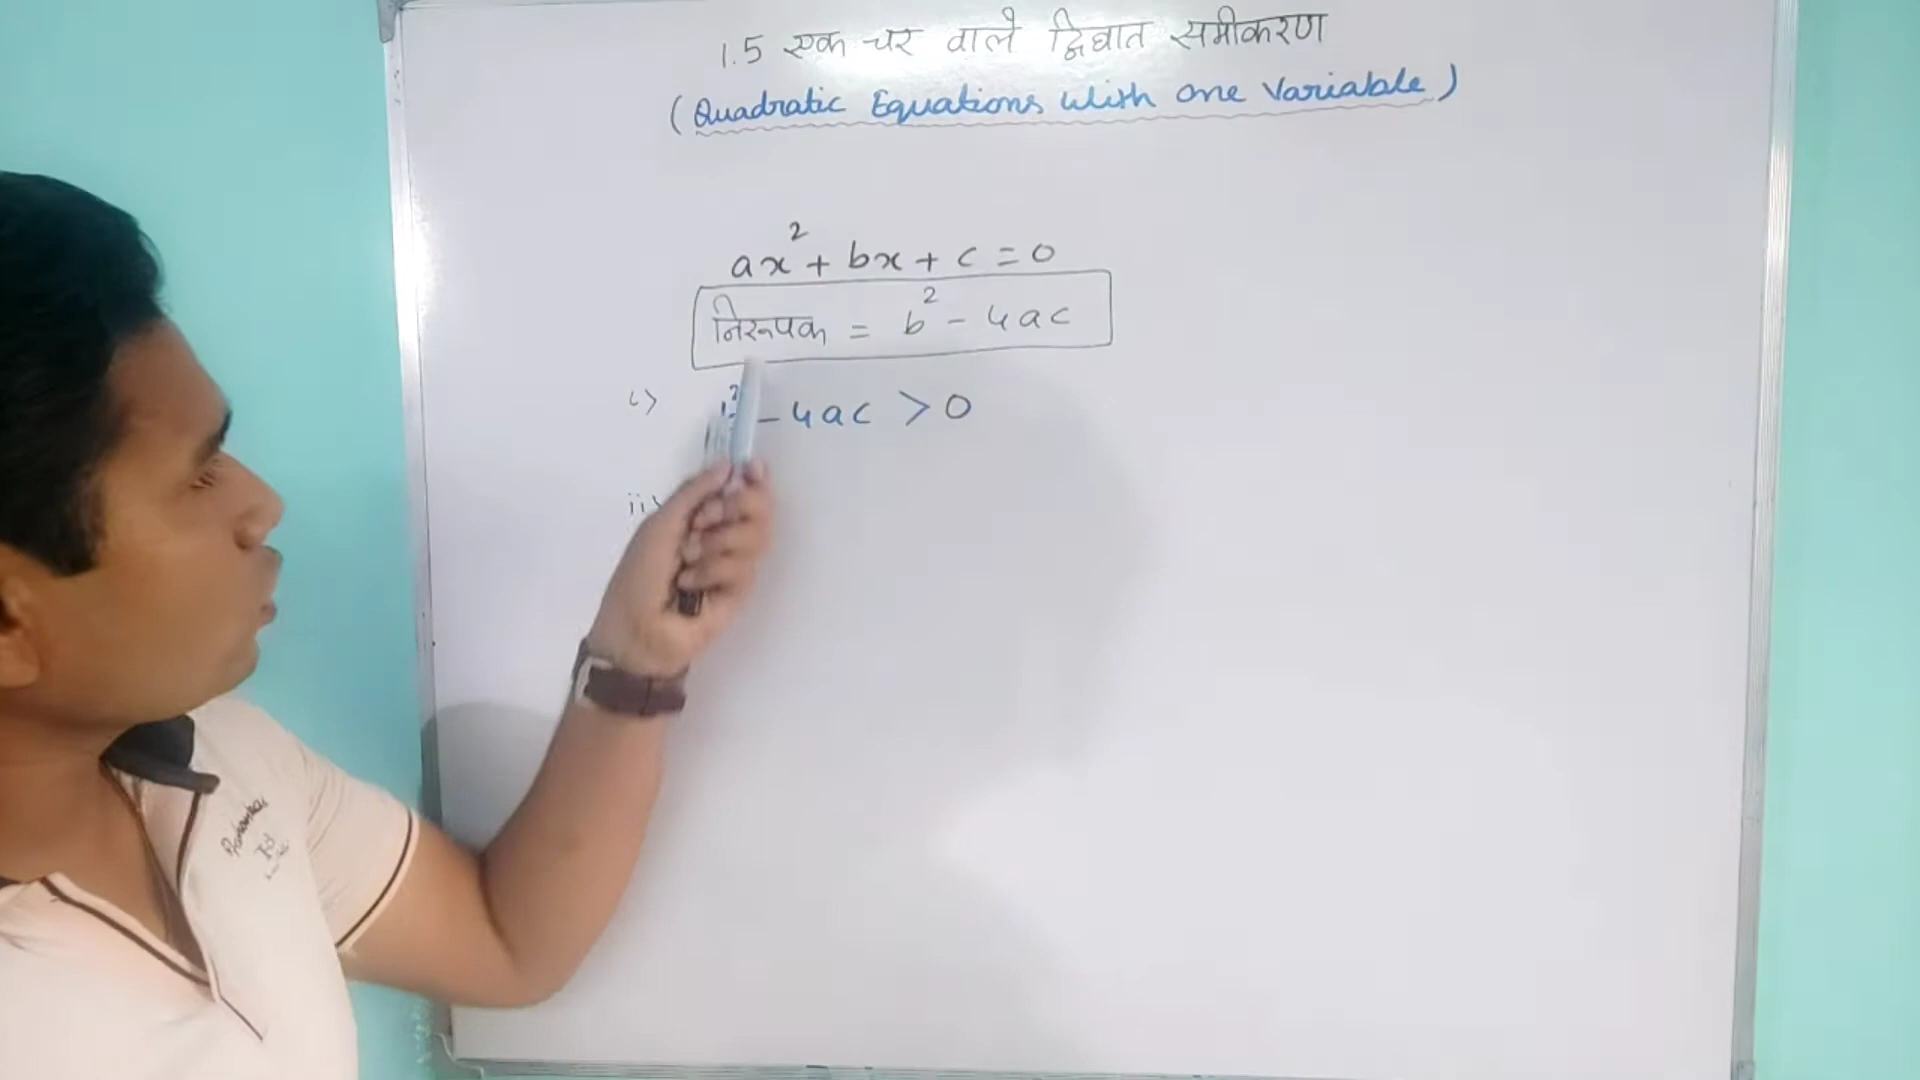 1.5 एक चर वाले द्विघात समीकरण
(Quadratic Equations With one Variable)
ax² + bx + c = 0
निरूपक = b² - 4ac
i) b² - 4ac > 0
ii)